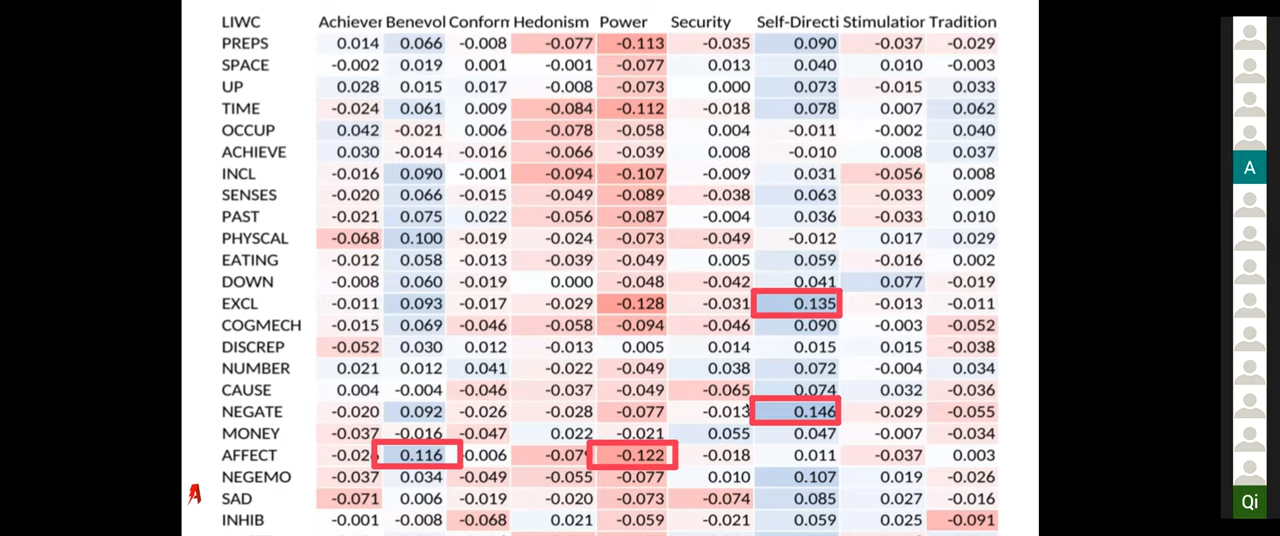 LIWC Achiever Benevol Conform Hedonism Power Security Self-Directi Stimulation Tradition
PREPS 0.014 0.066 -0.008 -0.077 -0.113 -0.035 0.090 -0.037 -0.029
SPACE -0.002 0.019 0.001 -0.001 -0.077 0.013 0.040 0.010 -0.003
UP 0.028 0.015 0.017 -0.008 -0.073 0.000 0.073 -0.015 0.033
TIME -0.024 0.061 0.009 -0.084 -0.112 -0.018 0.078 0.007 0.062
OCCUP 0.042 -0.021 0.006 -0.078 -0.058 0.004 -0.011 -0.002 0.040
ACHIEVE 0.030 -0.014 -0.016 -0.066 -0.039 0.008 -0.010 0.008 0.037
INCL -0.016 0.090 -0.001 -0.094 -0.107 -0.009 0.031 -0.056 0.008
SENSES -0.020 0.066 -0.015 -0.049 -0.089 -0.038 0.063 -0.033 0.009
PAST -0.021 0.075 0.022 -0.056 -0.087 -0.004 0.036 -0.033 0.010
PHYSCAL -0.068 0.100 -0.019 -0.024 -0.073 -0.049 -0.012 0.017 0.029
EATING -0.012 0.058 -0.013 -0.039 -0.049 0.005 0.059 -0.016 0.002
DOWN -0.008 0.060 -0.019 0.000 -0.048 -0.042 0.041 0.077 -0.019
EXCL -0.011 0.093 -0.017 -0.029 -0.128 -0.031 0.135 -0.013 -0.011
COGMECH -0.015 0.069 -0.046 -0.058 -0.094 -0.046 0.090 -0.003 -0.052
DISCREP -0.052 0.030 0.012 -0.013 0.005 0.014 0.015 0.015 -0.038
NUMBER 0.021 0.012 0.041 -0.022 -0.049 0.038 0.072 -0.004 0.034
CAUSE 0.004 -0.004 -0.046 -0.037 -0.049 -0.065 0.074 0.032 -0.036
NEGATE -0.020 0.092 -0.026 -0.028 -0.077 -0.013 0.146 -0.029 -0.055
MONEY -0.037 -0.016 -0.047 0.022 -0.021 0.055 0.047 -0.007 -0.034
AFFECT 0.116 -0.122 -0.018 0.011 -0.037 0.003
NEGEMO -0.037 0.034 -0.049 -0.055 -0.077 0.010 0.107 0.019 -0.026
SAD -0.071 0.006 -0.019 -0.020 -0.073 -0.074 0.085 0.027 -0.016
INHIB -0.001 -0.008 -0.068 0.021 -0.059 -0.021 0.059 0.025 -0.091
A
A
Qi